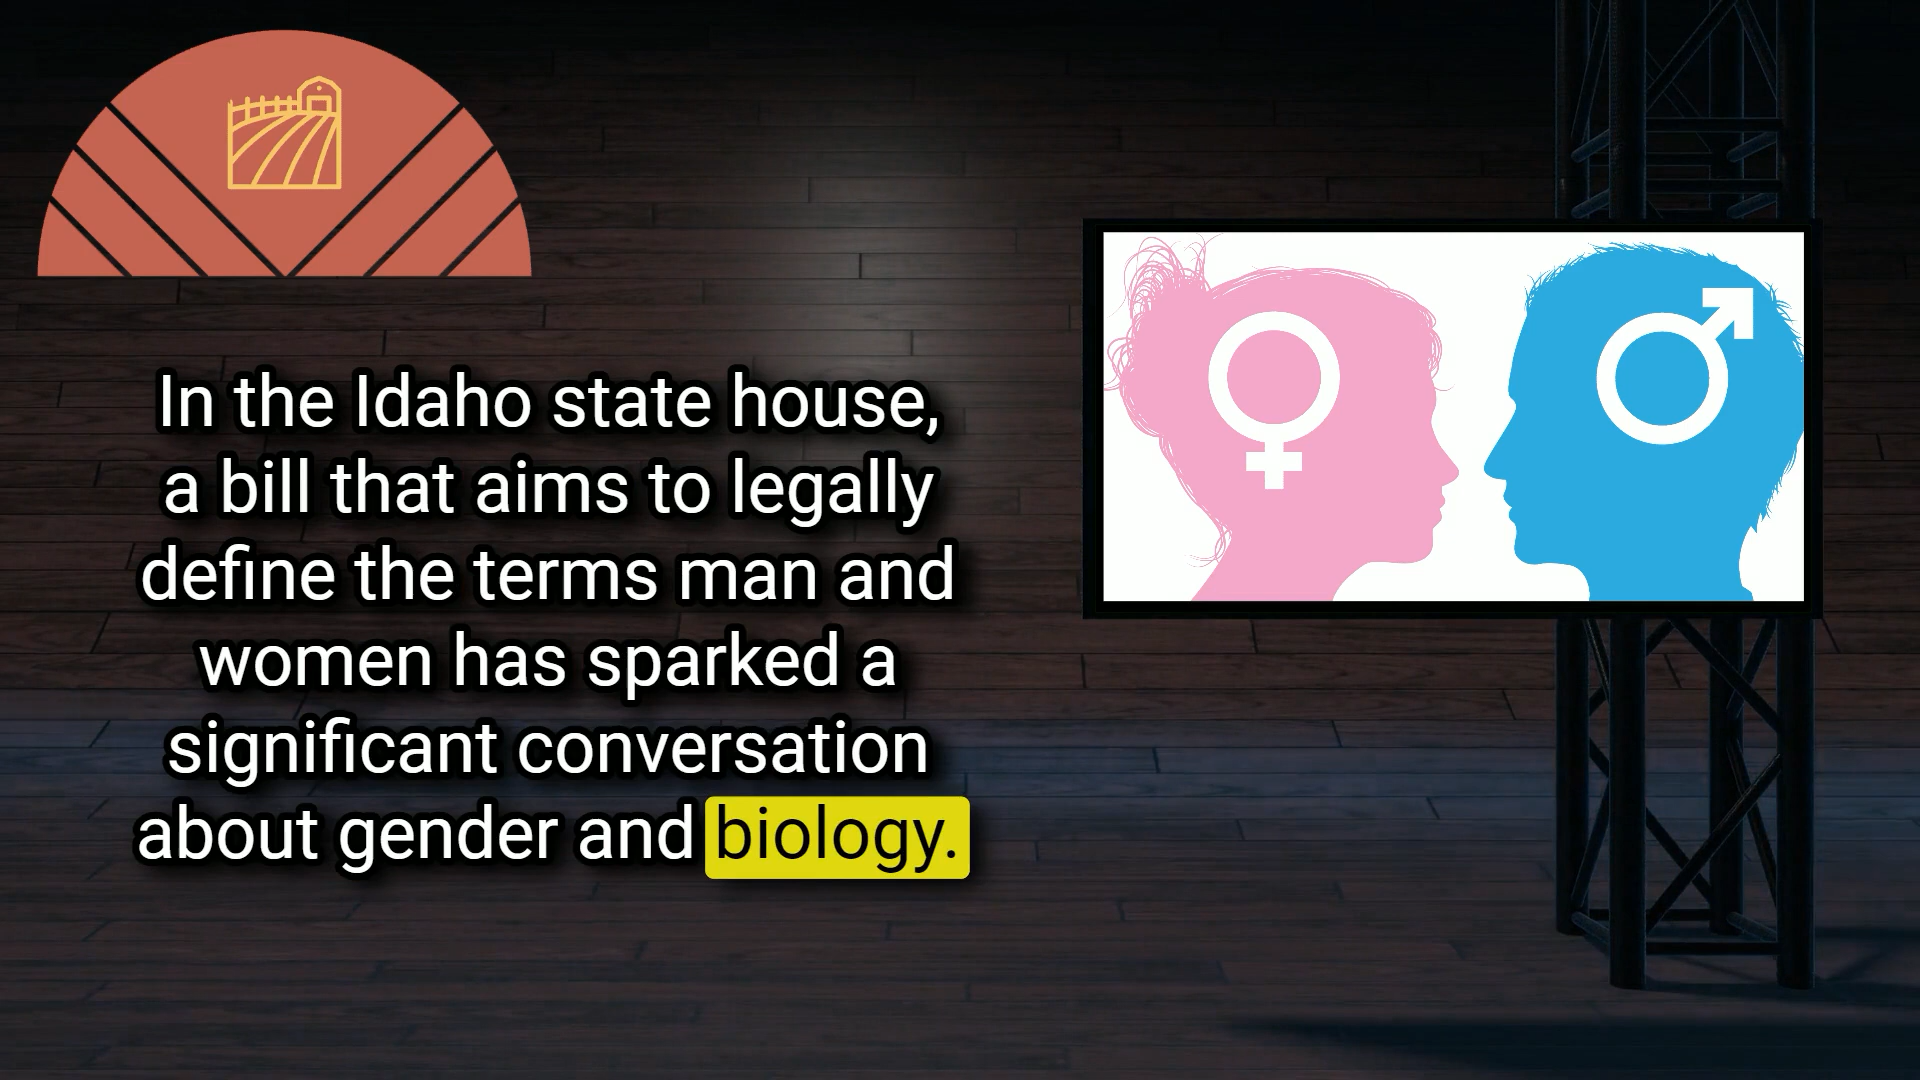 In the Idaho state house,
a bill that aims to legally
define the terms man and
women has sparked a
significant conversation
about gender and biology.